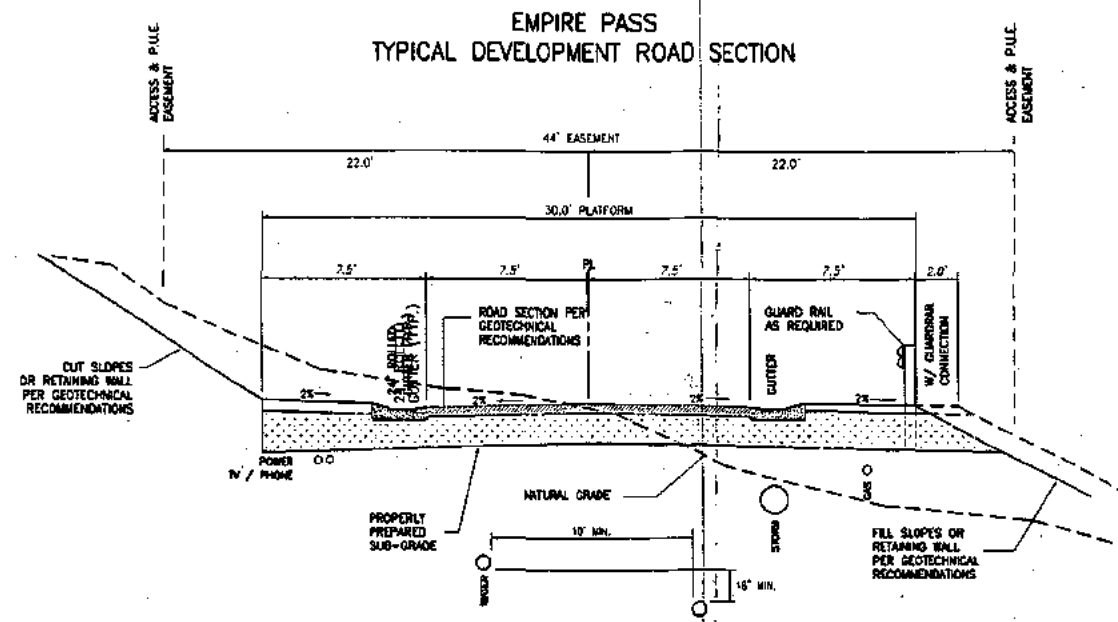 EMPIRE PASS
TYPICAL DEVELOPMENT ROAD SECTION
ACCESS & P.U.E.
EASEMENT
ACCESS & P.U.E.
EASEMENT
44' EASEMENT
22.0'
22.0'
30.0' PLATFORM
7.5'
7.5'
PL
7.5'
7.5'
2.0'
ROAD SECTION PER
GEOTECHNICAL
RECOMMENDATIONS
GUARD RAIL
AS REQUIRED
24" ROLLED
GUTTER (TYP.)
GUTTER
W/ GUARDRAIL
CONNECTION
CUT SLOPES
OR RETAINING WALL
PER GEOTECHNICAL
RECOMMENDATIONS
2%
2%
2%
2%
POWER
TV / PHONE
GAS
NATURAL GRADE
STORM
PROPERLY
PREPARED
SUB-GRADE
10' MIN.
FILL SLOPES OR
RETAINING WALL
PER GEOTECHNICAL
RECOMMENDATIONS
WATER
18" MIN.